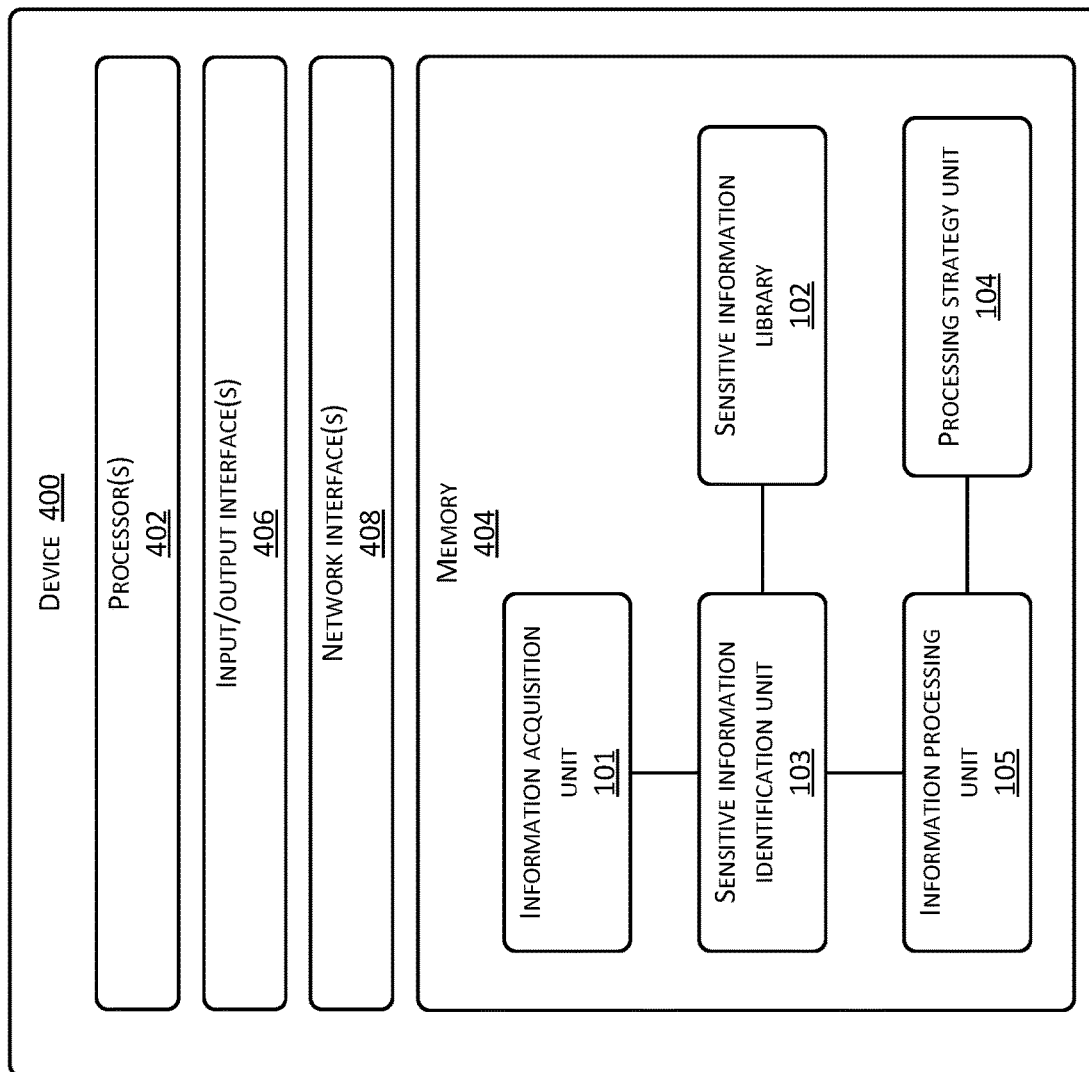 DEVICE 400
PROCESSOR(S)
402
INPUT/OUTPUT INTERFACE(S)
406
NETWORK INTERFACE(S)
408
MEMORY
404
INFORMATION ACQUISITION
UNIT
101
SENSITIVE INFORMATION
IDENTIFICATION UNIT
103
SENSITIVE INFORMATION
LIBRARY
102
INFORMATION PROCESSING
UNIT
105
PROCESSING STRATEGY UNIT
104